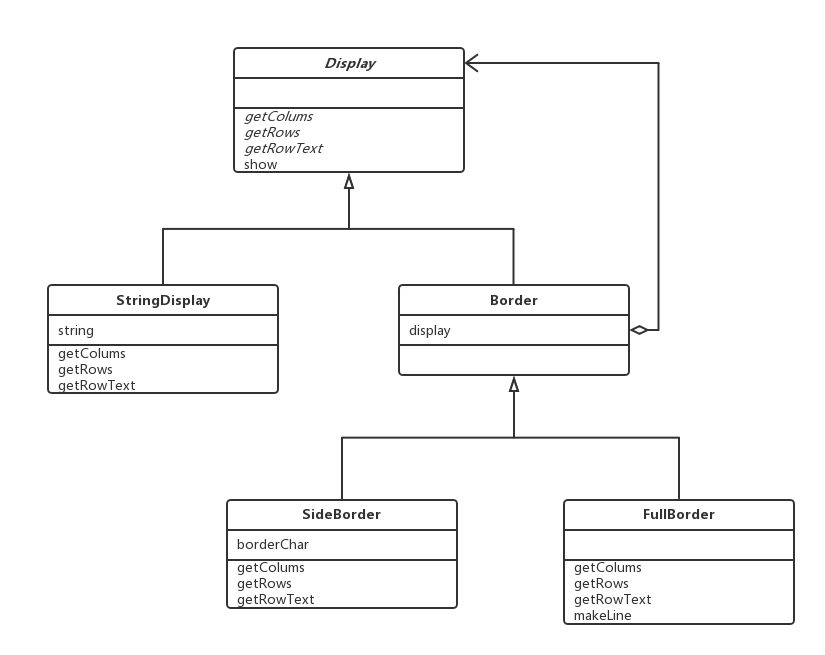 Display
getColums
getRows
getRowText
show
StringDisplay
string
getColums
getRows
getRowText
Border
display
SideBorder
borderChar
getColums
getRows
getRowText
FullBorder
getColums
getRows
getRowText
makeLine